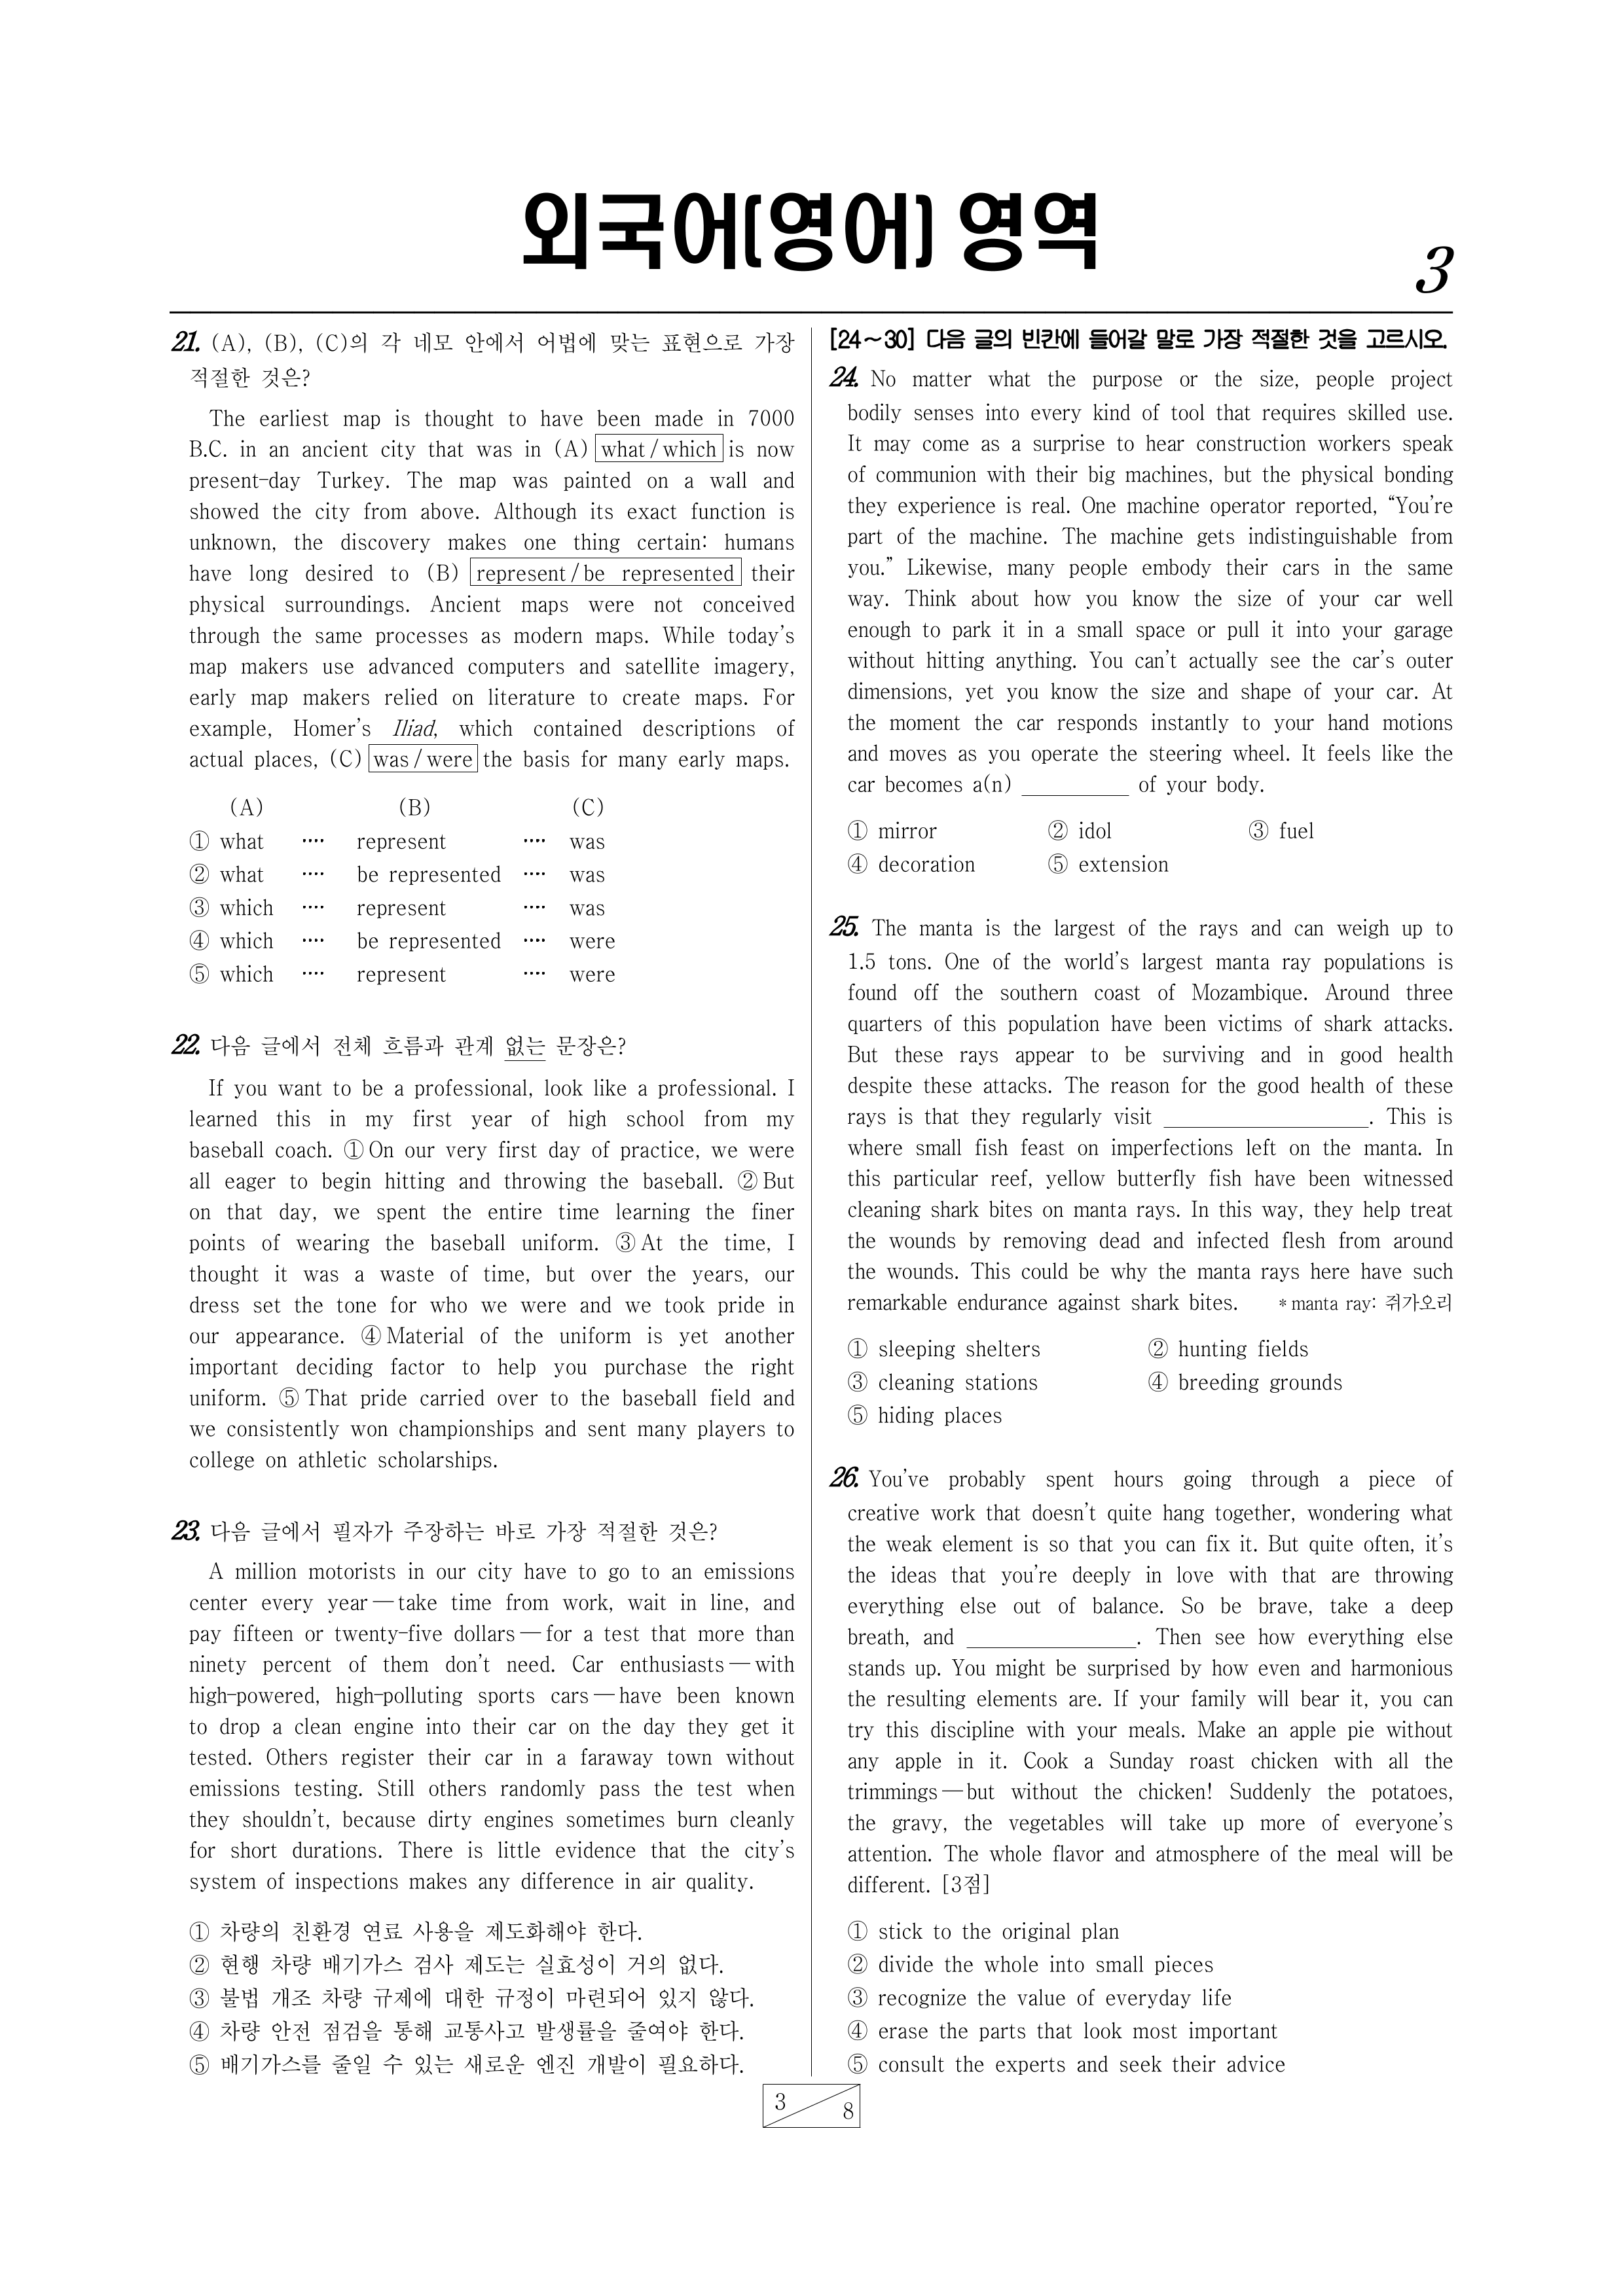 외국어(영어) 영역
3
21. (A), (B), (C)의 각 네모 안에서 어법에 맞는 표현으로 가장
적절한 것은?
The earliest map is thought to have been made in 7000
B.C. in an ancient city that was in (A) what / which is now
present-day Turkey. The map was painted on a wall and
showed the city from above. Although its exact function is
unknown, the discovery makes one thing certain: humans
have long desired to (B) represent / be represented their
physical surroundings. Ancient maps were not conceived
through the same processes as modern maps. While today's
map makers use advanced computers and satellite imagery,
early map makers relied on literature to create maps. For
example, Homer's Iliad, which contained descriptions of
actual places, (C) was / were the basis for many early maps.
(A) (B) (C)
① what ···· represent ···· was
② what ···· be represented ···· was
③ which ···· represent ···· was
④ which ···· be represented ···· were
⑤ which ···· represent ···· were
22. 다음 글에서 전체 흐름과 관계 없는 문장은?
If you want to be a professional, look like a professional. I
learned this in my first year of high school from my
baseball coach. ① On our very first day of practice, we were
all eager to begin hitting and throwing the baseball. ② But
on that day, we spent the entire time learning the finer
points of wearing the baseball uniform. ③ At the time, I
thought it was a waste of time, but over the years, our
dress set the tone for who we were and we took pride in
our appearance. ④ Material of the uniform is yet another
important deciding factor to help you purchase the right
uniform. ⑤ That pride carried over to the baseball field and
we consistently won championships and sent many players to
college on athletic scholarships.
23. 다음 글에서 필자가 주장하는 바로 가장 적절한 것은?
A million motorists in our city have to go to an emissions
center every year — take time from work, wait in line, and
pay fifteen or twenty-five dollars — for a test that more than
ninety percent of them don't need. Car enthusiasts — with
high-powered, high-polluting sports cars — have been known
to drop a clean engine into their car on the day they get it
tested. Others register their car in a faraway town without
emissions testing. Still others randomly pass the test when
they shouldn't, because dirty engines sometimes burn cleanly
for short durations. There is little evidence that the city's
system of inspections makes any difference in air quality.
① 차량의 친환경 연료 사용을 제도화해야 한다.
② 현행 차량 배기가스 검사 제도는 실효성이 거의 없다.
③ 불법 개조 차량 규제에 대한 규정이 마련되어 있지 않다.
④ 차량 안전 점검을 통해 교통사고 발생률을 줄여야 한다.
⑤ 배기가스를 줄일 수 있는 새로운 엔진 개발이 필요하다.
[24~30] 다음 글의 빈칸에 들어갈 말로 가장 적절한 것을 고르시오.
24. No matter what the purpose or the size, people project
bodily senses into every kind of tool that requires skilled use.
It may come as a surprise to hear construction workers speak
of communion with their big machines, but the physical bonding
they experience is real. One machine operator reported, “You're
part of the machine. The machine gets indistinguishable from
you.” Likewise, many people embody their cars in the same
way. Think about how you know the size of your car well
enough to park it in a small space or pull it into your garage
without hitting anything. You can't actually see the car's outer
dimensions, yet you know the size and shape of your car. At
the moment the car responds instantly to your hand motions
and moves as you operate the steering wheel. It feels like the
car becomes a(n) ________ of your body.
① mirror ② idol ③ fuel
④ decoration ⑤ extension
25. The manta is the largest of the rays and can weigh up to
1.5 tons. One of the world's largest manta ray populations is
found off the southern coast of Mozambique. Around three
quarters of this population have been victims of shark attacks.
But these rays appear to be surviving and in good health
despite these attacks. The reason for the good health of these
rays is that they regularly visit ________________. This is
where small fish feast on imperfections left on the manta. In
this particular reef, yellow butterfly fish have been witnessed
cleaning shark bites on manta rays. In this way, they help treat
the wounds by removing dead and infected flesh from around
the wounds. This could be why the manta rays here have such
remarkable endurance against shark bites. * manta ray: 쥐가오리
① sleeping shelters ② hunting fields
③ cleaning stations ④ breeding grounds
⑤ hiding places
26. You've probably spent hours going through a piece of
creative work that doesn't quite hang together, wondering what
the weak element is so that you can fix it. But quite often, it's
the ideas that you're deeply in love with that are throwing
everything else out of balance. So be brave, take a deep
breath, and ______________. Then see how everything else
stands up. You might be surprised by how even and harmonious
the resulting elements are. If your family will bear it, you can
try this discipline with your meals. Make an apple pie without
any apple in it. Cook a Sunday roast chicken with all the
trimmings — but without the chicken! Suddenly the potatoes,
the gravy, the vegetables will take up more of everyone's
attention. The whole flavor and atmosphere of the meal will be
different. [3점]
① stick to the original plan
② divide the whole into small pieces
③ recognize the value of everyday life
④ erase the parts that look most important
⑤ consult the experts and seek their advice
3
8